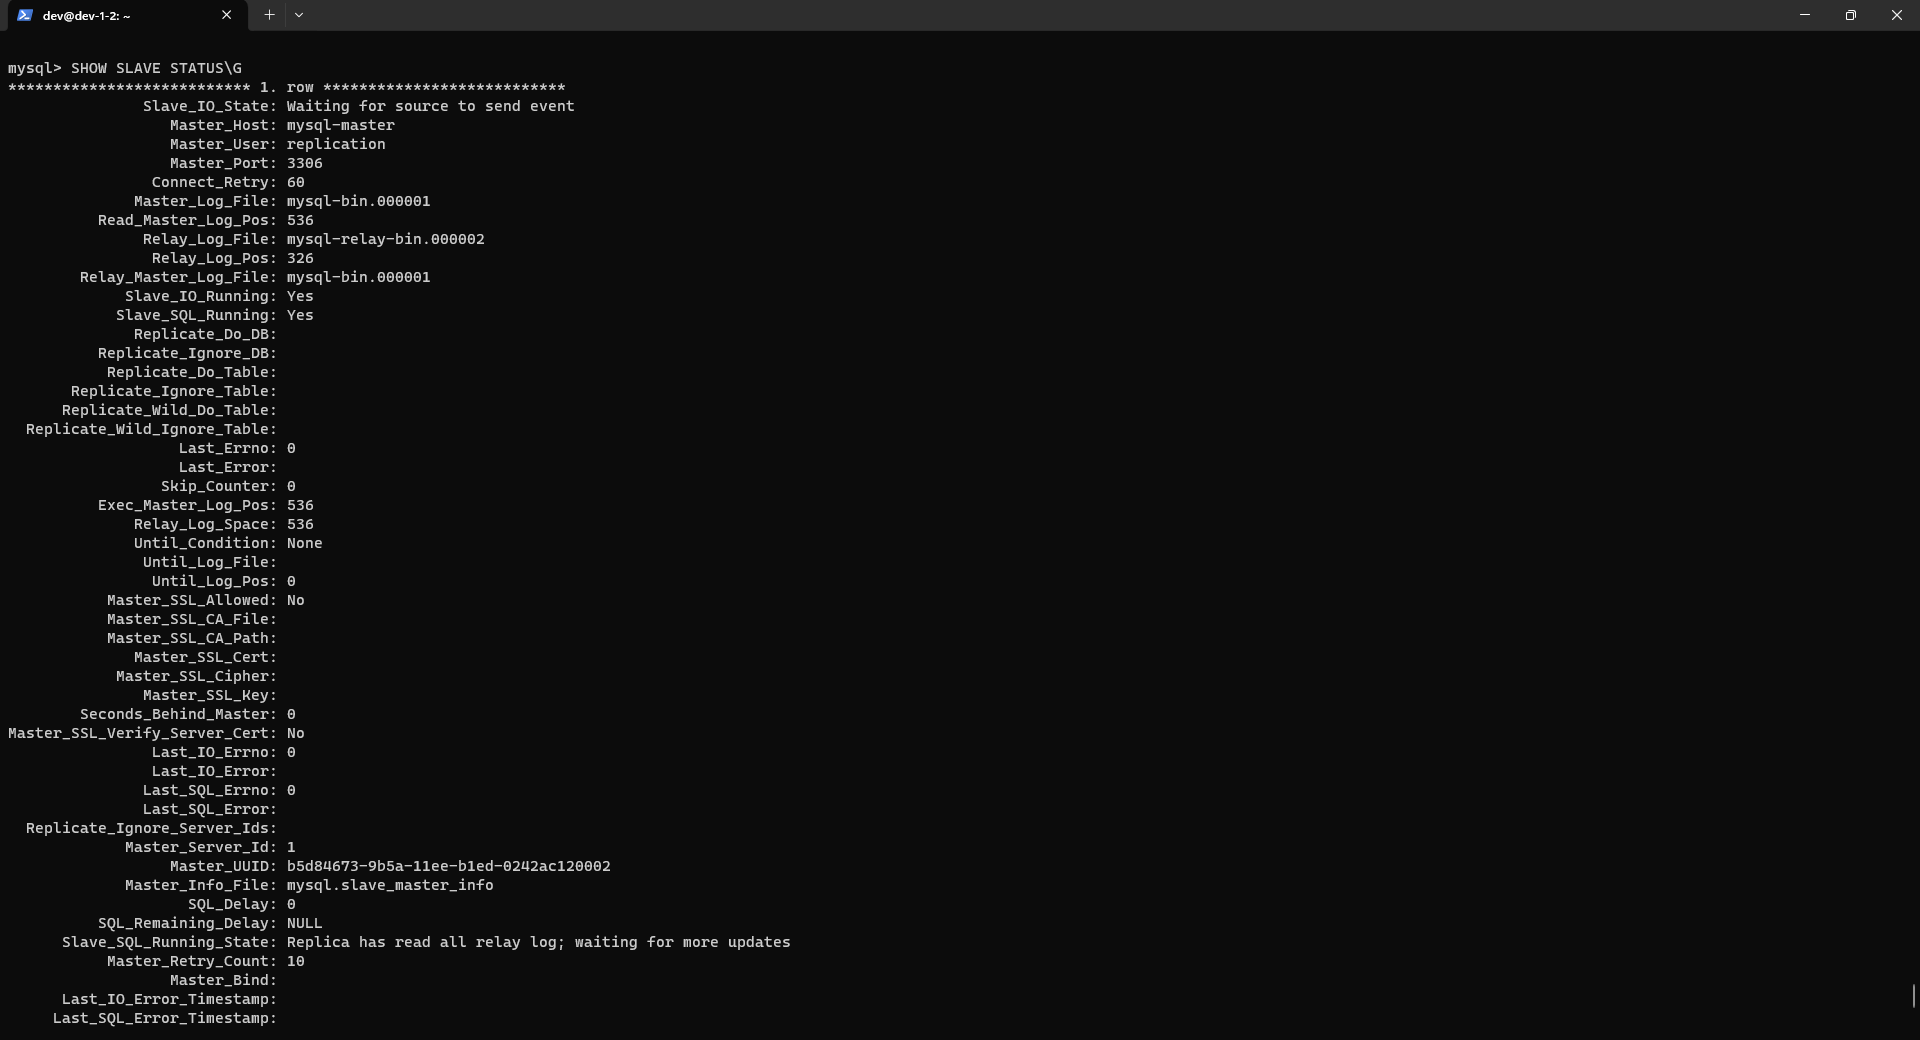 dev@dev-1-2: ~
mysql> SHOW SLAVE STATUS\G
*************************** 1. row ***************************
Slave_IO_State: Waiting for source to send event
Master_Host: mysql-master
Master_User: replication
Master_Port: 3306
Connect_Retry: 60
Master_Log_File: mysql-bin.000001
Read_Master_Log_Pos: 536
Relay_Log_File: mysql-relay-bin.000002
Relay_Log_Pos: 326
Relay_Master_Log_File: mysql-bin.000001
Slave_IO_Running: Yes
Slave_SQL_Running: Yes
Replicate_Do_DB:
Replicate_Ignore_DB:
Replicate_Do_Table:
Replicate_Ignore_Table:
Replicate_Wild_Do_Table:
Replicate_Wild_Ignore_Table:
Last_Errno: 0
Last_Error:
Skip_Counter: 0
Exec_Master_Log_Pos: 536
Relay_Log_Space: 536
Until_Condition: None
Until_Log_File:
Until_Log_Pos: 0
Master_SSL_Allowed: No
Master_SSL_CA_File:
Master_SSL_CA_Path:
Master_SSL_Cert:
Master_SSL_Cipher:
Master_SSL_Key:
Seconds_Behind_Master: 0
Master_SSL_Verify_Server_Cert: No
Last_IO_Errno: 0
Last_IO_Error:
Last_SQL_Errno: 0
Last_SQL_Error:
Replicate_Ignore_Server_Ids:
Master_Server_Id: 1
Master_UUID: b5d84673-9b5a-11ee-b1ed-0242ac120002
Master_Info_File: mysql.slave_master_info
SQL_Delay: 0
SQL_Remaining_Delay: NULL
Slave_SQL_Running_State: Replica has read all relay log; waiting for more updates
Master_Retry_Count: 10
Master_Bind:
Last_IO_Error_Timestamp:
Last_SQL_Error_Timestamp: